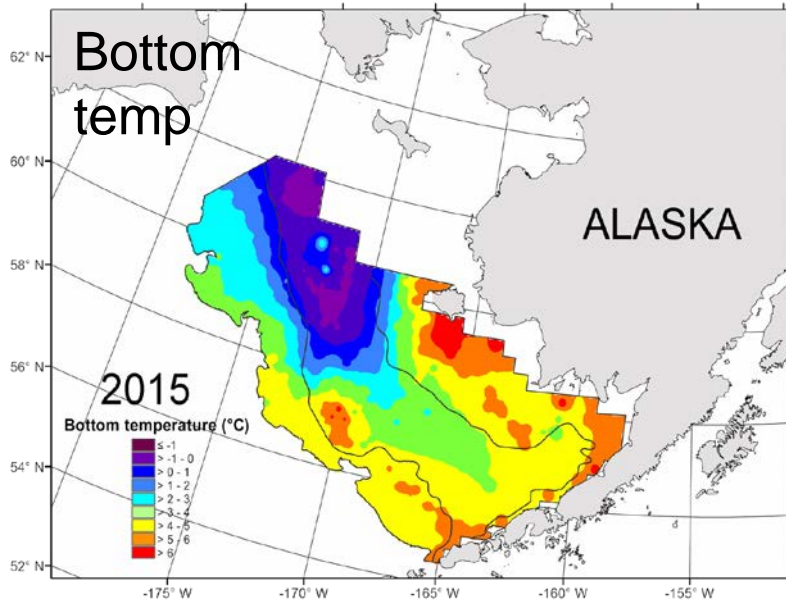 Bottom
temp
62° N
60° N
58° N
56° N
54° N
52° N
ALASKA
2015
Bottom temperature (°C)
≤ -1
> -1 - 0
> 0 - 1
> 1 - 2
> 2 - 3
> 3 - 4
> 4 - 5
> 5 - 6
> 6
-175° W
-170° W
-165° W
-160° W
-155° W